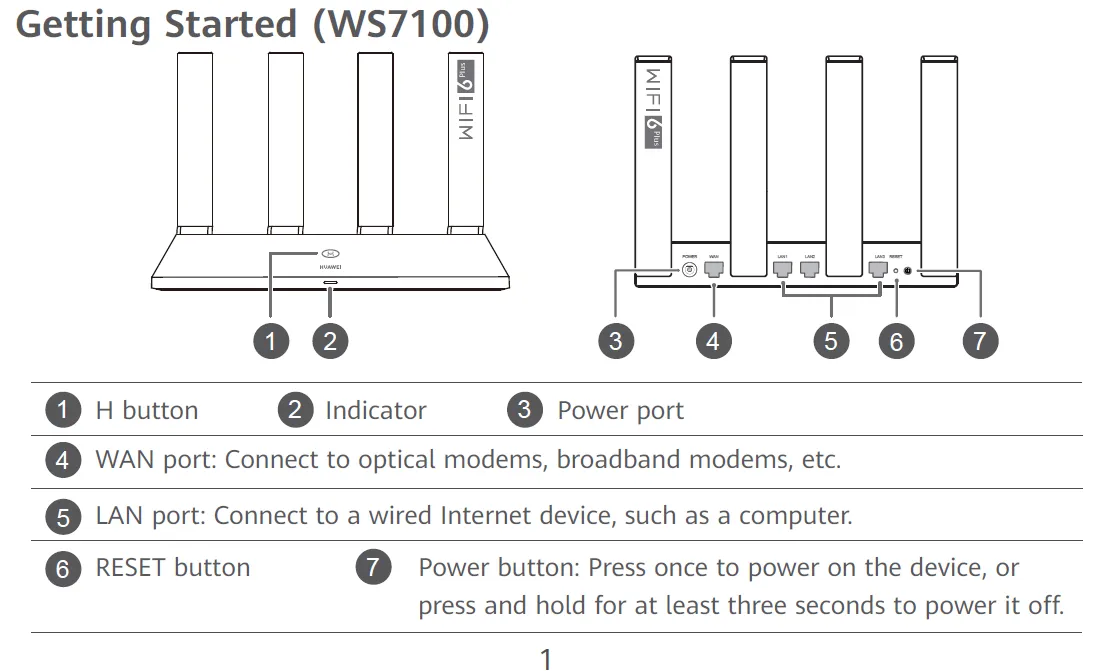 Getting Started (WS7100)
WIFI 6 Plus
WIFI 6 Plus
HUAWEI
POWER WAN LAN1 LAN2 LAN3 RESET
1 2 3 4 5 6 7
1 H button 2 Indicator 3 Power port
4 WAN port: Connect to optical modems, broadband modems, etc.
5 LAN port: Connect to a wired Internet device, such as a computer.
6 RESET button 7 Power button: Press once to power on the device, or
press and hold for at least three seconds to power it off.
1